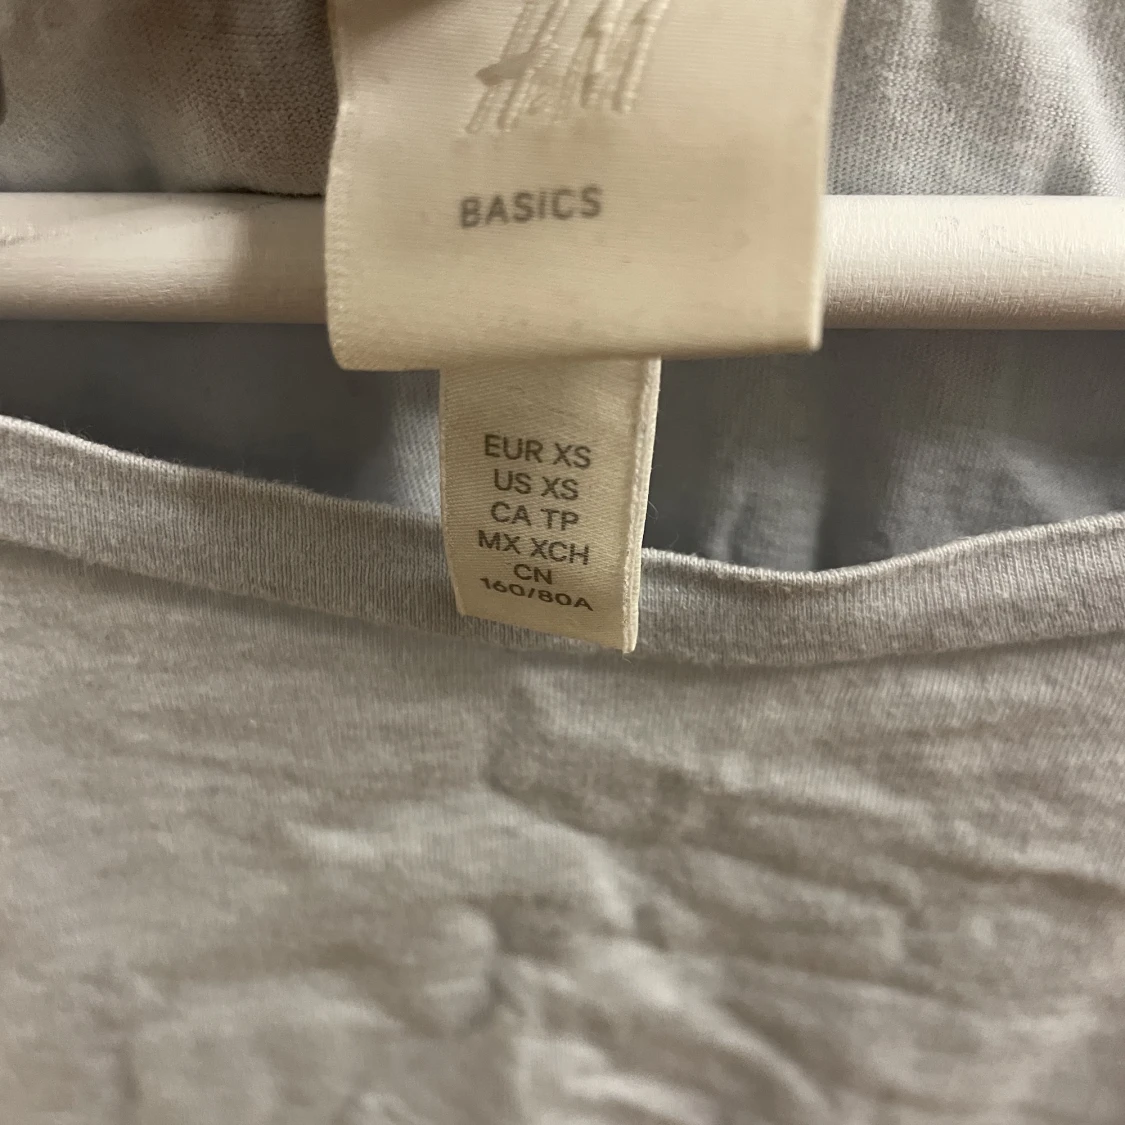 H&M
BASICS
EUR XS
US XS
CA TP
MX XCH
CN
160/80A